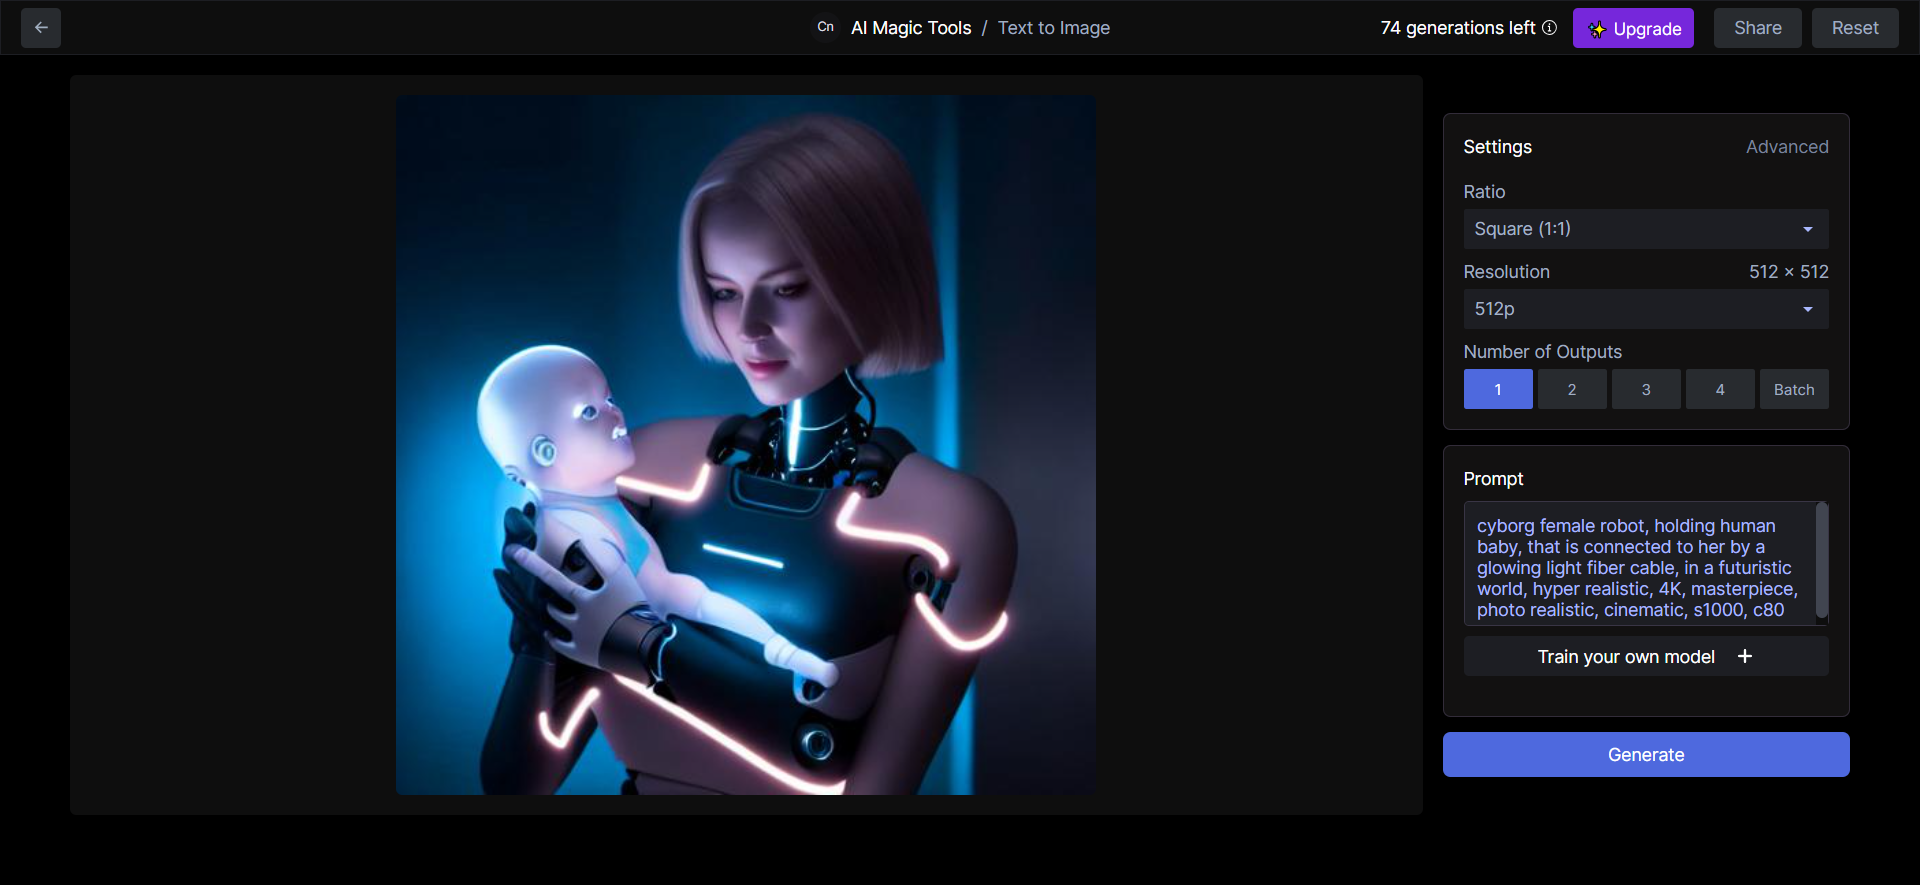 Cn AI Magic Tools / Text to Image
74 generations left
Upgrade
Share
Reset
Settings
Advanced
Ratio
Square (1:1)
Resolution
512 × 512
512p
Number of Outputs
1
2
3
4
Batch
Prompt
cyborg female robot, holding human
baby, that is connected to her by a
glowing light fiber cable, in a futuristic
world, hyper realistic, 4K, masterpiece,
photo realistic, cinematic, s1000, c80
Train your own model +
Generate